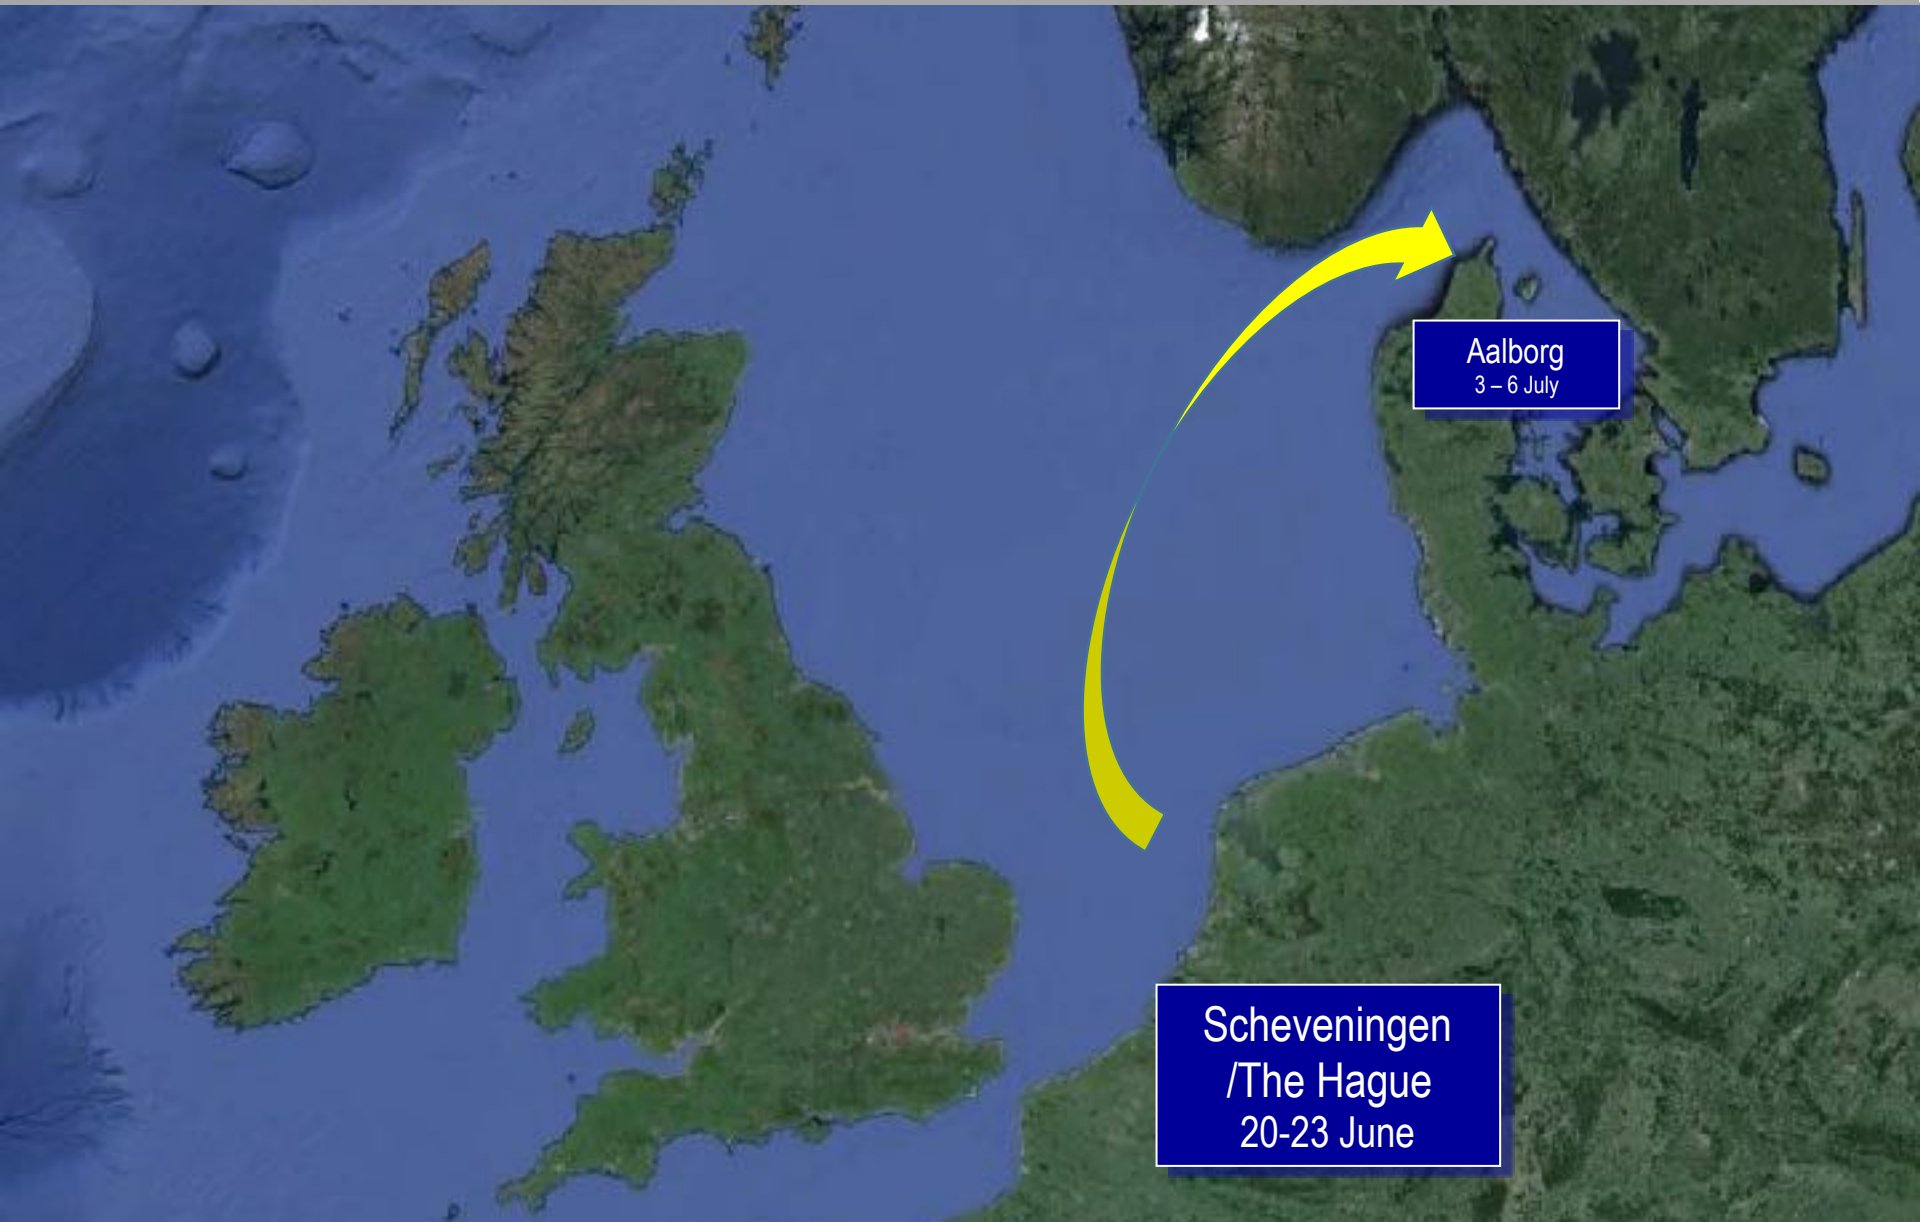 Aalborg
3 – 6 July
Scheveningen
/The Hague
20-23 June